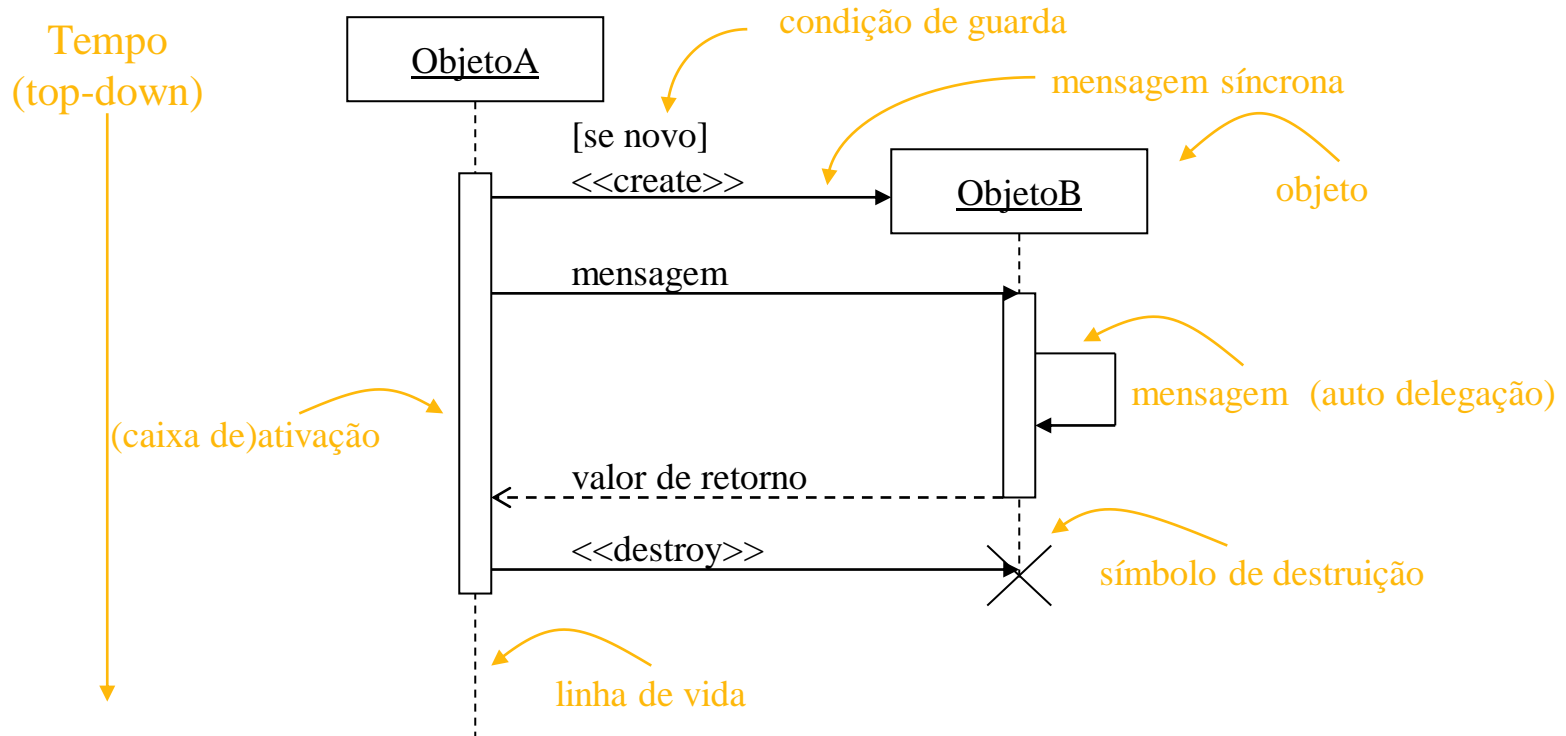 Tempo
(top-down)
ObjetoA
condição de guarda
mensagem síncrona
[se novo]
<<create>>
ObjetoB
objeto
mensagem
mensagem (auto delegação)
(caixa de)ativação
valor de retorno
<<destroy>>
símbolo de destruição
linha de vida